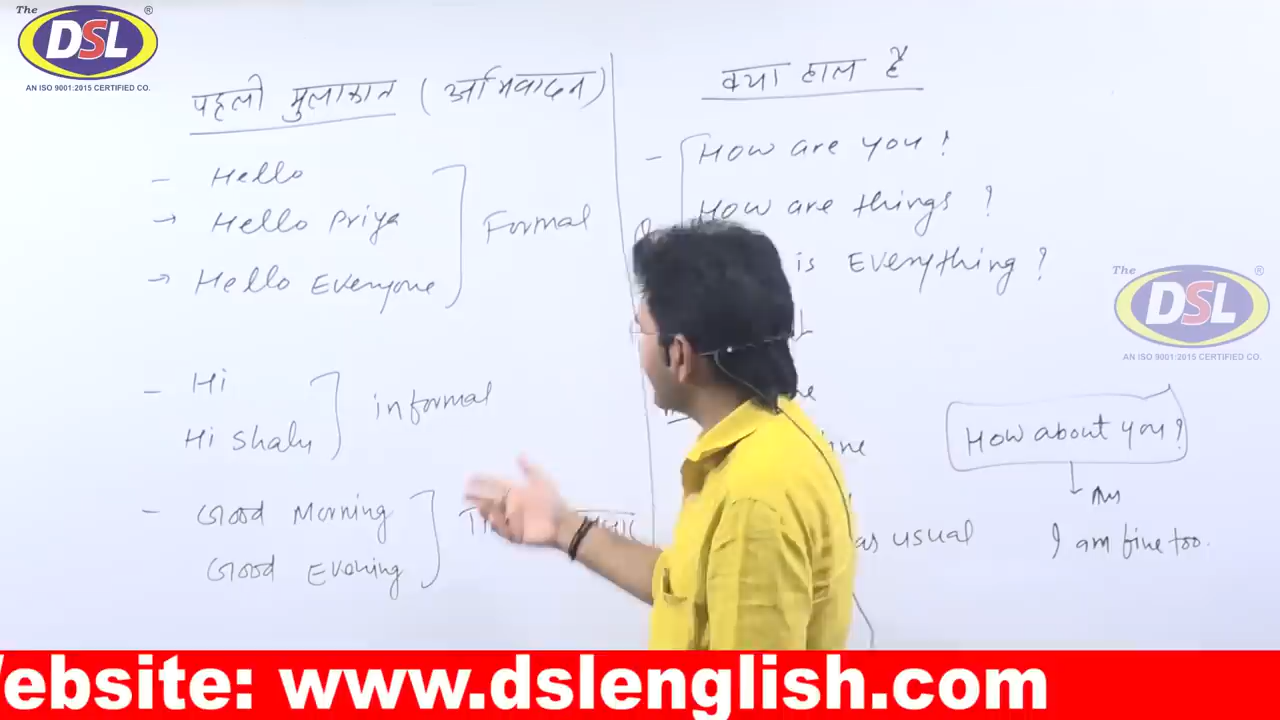 The
DSL
®
AN ISO 9001:2015 CERTIFIED CO.
पहली मुलाकात (अभिवादन)
- Hello
→ Hello Priya
→ Hello Everyone
Formal
- Hi
Hi Shalu
informal
- Good Morning
Good Evening
क्या हाल है
- How are you?
How are things ?
is Everything ?
as usual
How about you?
Ans
I am fine too.
The
DSL
®
AN ISO 9001:2015 CERTIFIED CO.
ebsite: www.dslenglish.com